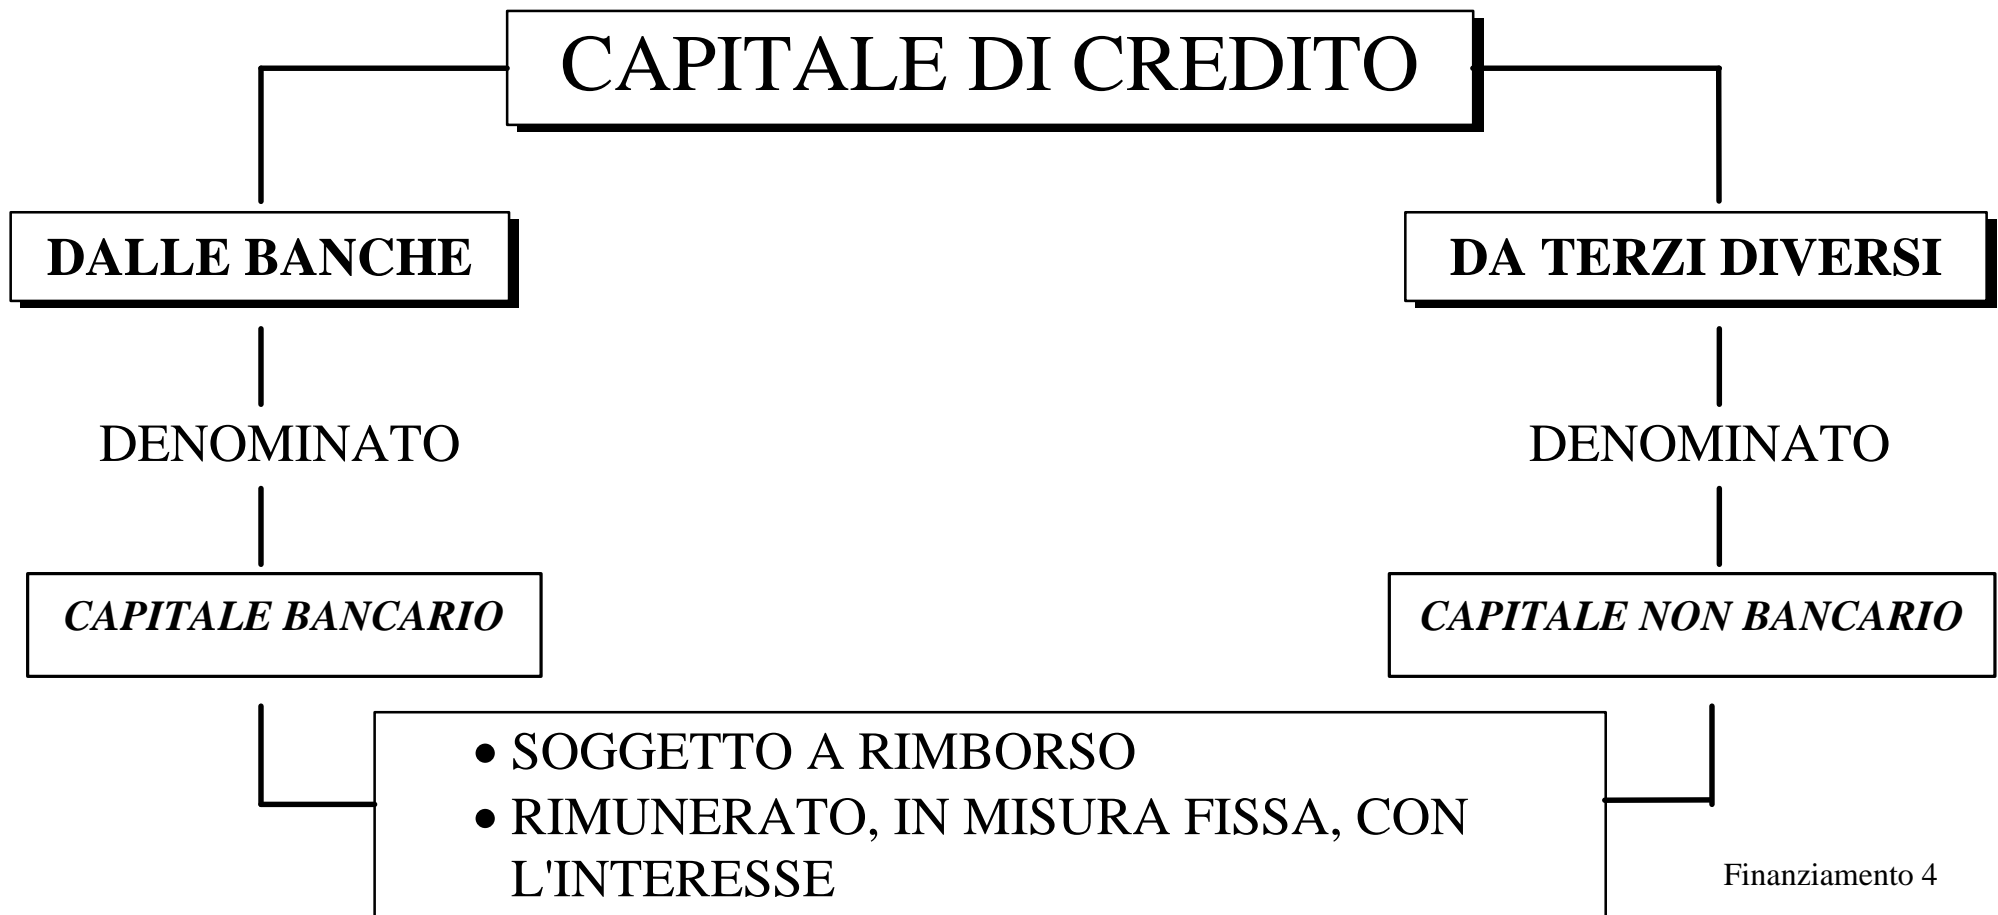 CAPITALE DI CREDITO
DALLE BANCHE
DA TERZI DIVERSI
DENOMINATO
DENOMINATO
CAPITALE BANCARIO
CAPITALE NON BANCARIO
• SOGGETTO A RIMBORSO
• RIMUNERATO, IN MISURA FISSA, CON
L'INTERESSE
Finanziamento 4